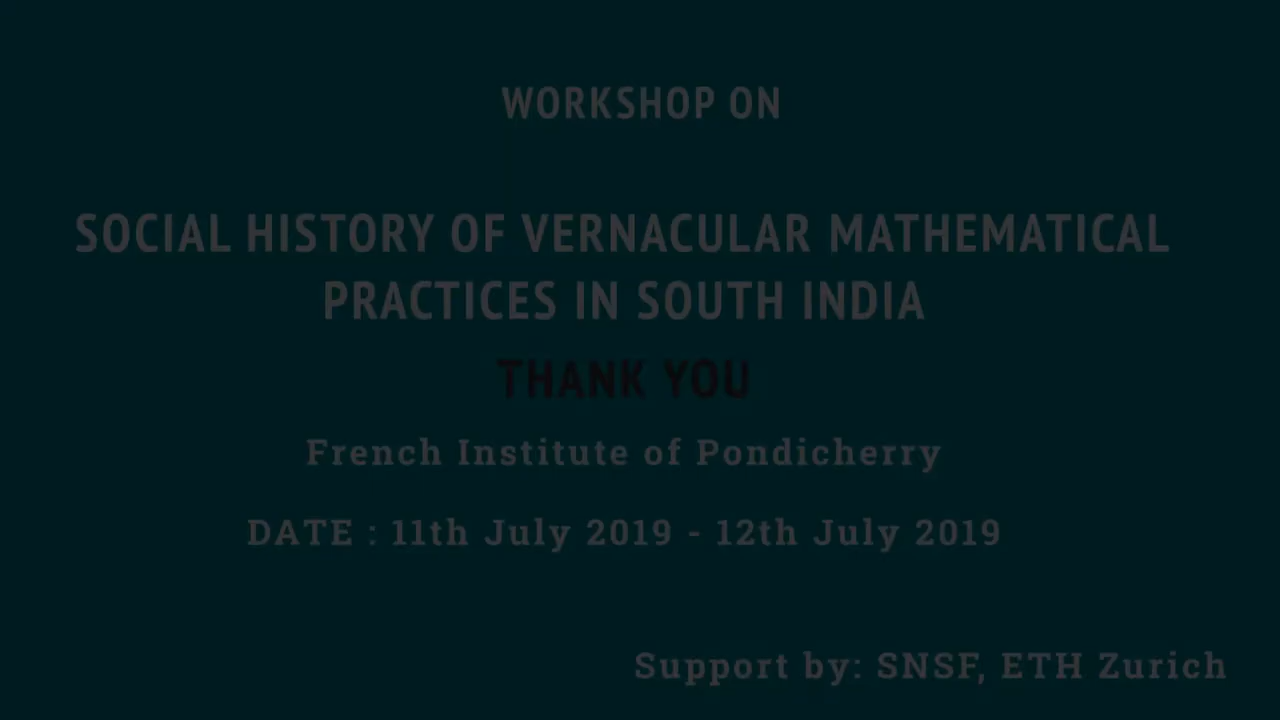 WORKSHOP ON
SOCIAL HISTORY OF VERNACULAR MATHEMATICAL
PRACTICES IN SOUTH INDIA
THANK YOU
French Institute of Pondicherry
DATE : 11th July 2019 - 12th July 2019
Support by: SNSF, ETH Zurich